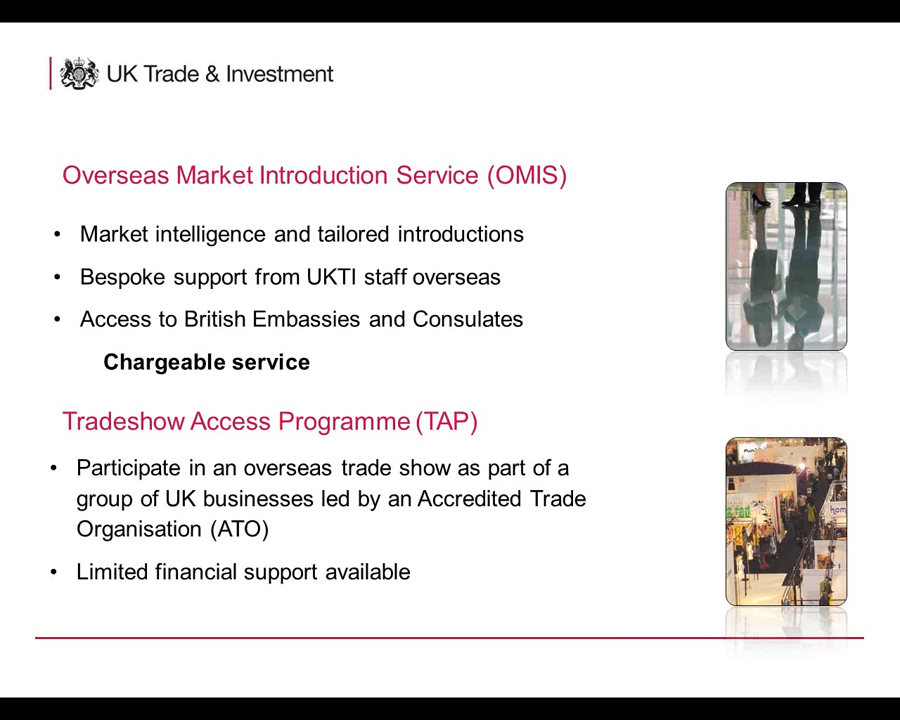 UK Trade & Investment
Overseas Market Introduction Service (OMIS)
• Market intelligence and tailored introductions
• Bespoke support from UKTI staff overseas
• Access to British Embassies and Consulates
Chargeable service
Tradeshow Access Programme (TAP)
• Participate in an overseas trade show as part of a
group of UK businesses led by an Accredited Trade
Organisation (ATO)
• Limited financial support available